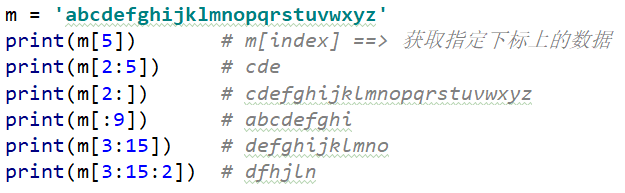 m = 'abcdefghijklmnopqrstuvwxyz'
print(m[5]) # m[index] ==> 获取指定下标上的数据
print(m[2:5]) # cde
print(m[2:]) # cdefghijklmnopqrstuvwxyz
print(m[:9]) # abcdefghi
print(m[3:15]) # defghijklmno
print(m[3:15:2]) # dfhjln